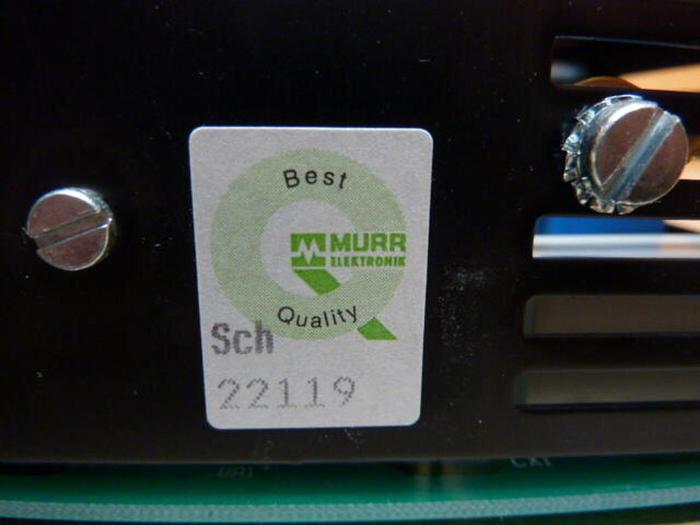 Best
MURR
ELEKTRONIK
Quality
Sch
22119